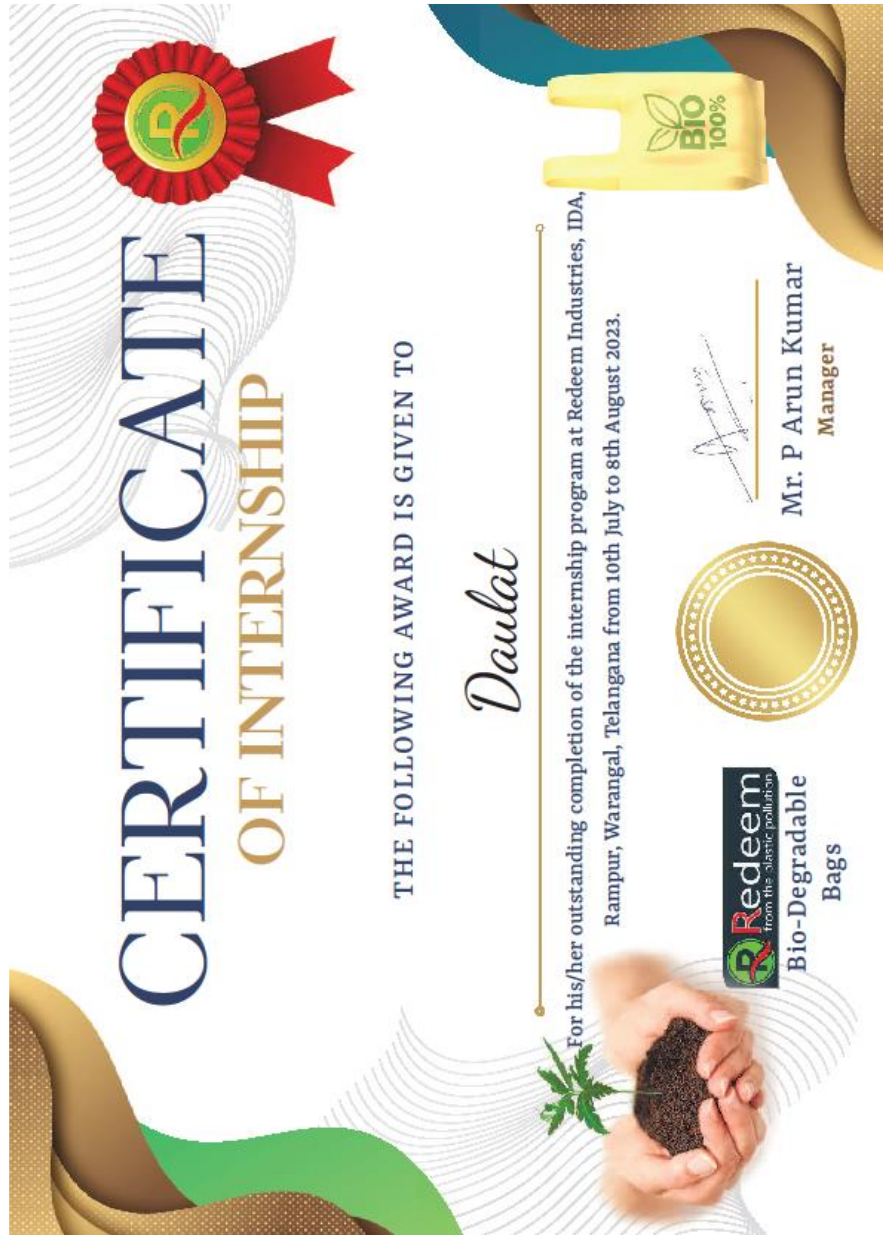 R
CERTIFICATE
OF INTERNSHIP
THE FOLLOWING AWARD IS GIVEN TO
Daulat
BIO
100%
For his/her outstanding completion of the internship program at Redeem Industries, IDA,
Rampur, Warangal, Telangana from 10th July to 8th August 2023.
R Redeem
from the plastic pollution
Bio-Degradable
Bags
Mr. P Arun Kumar
Manager